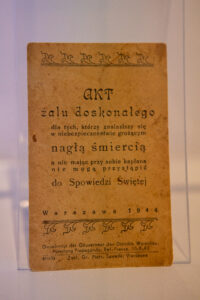 AKT
żalu doskonałego
dla tych, którzy znalazłszy się
w niebezpieczeństwie grożącym
nagłą śmiercią
a nie mając przy sobie kapłana
nie mogą przystąpić
do Spowiedzi Świętej
Warszawa 1944